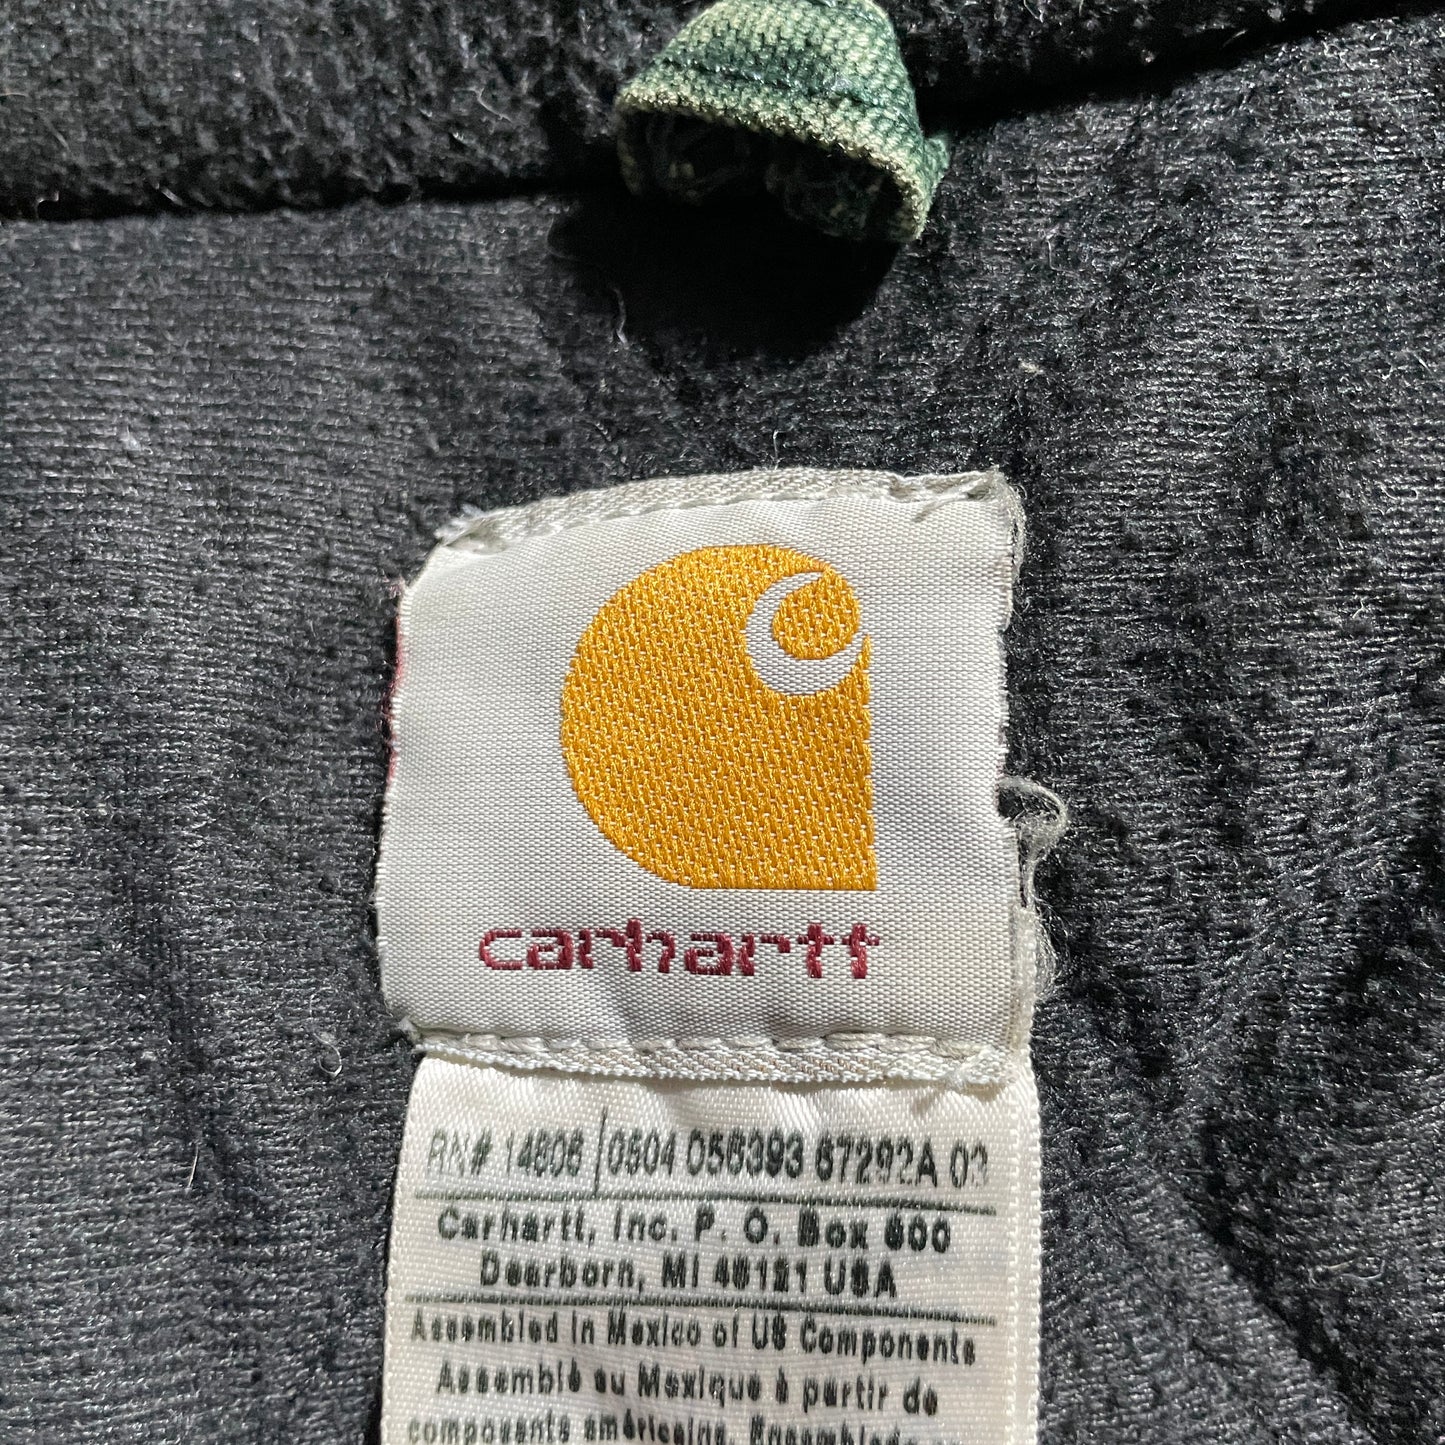 carhartt
RN# 14806 0504 056393 67292A 03
Carhartt, Inc. P. O. Box 600
Dearborn, MI 48121 USA
Assembled in Mexico of US Components
Assemblé au Mexique à partir de
composants américains.